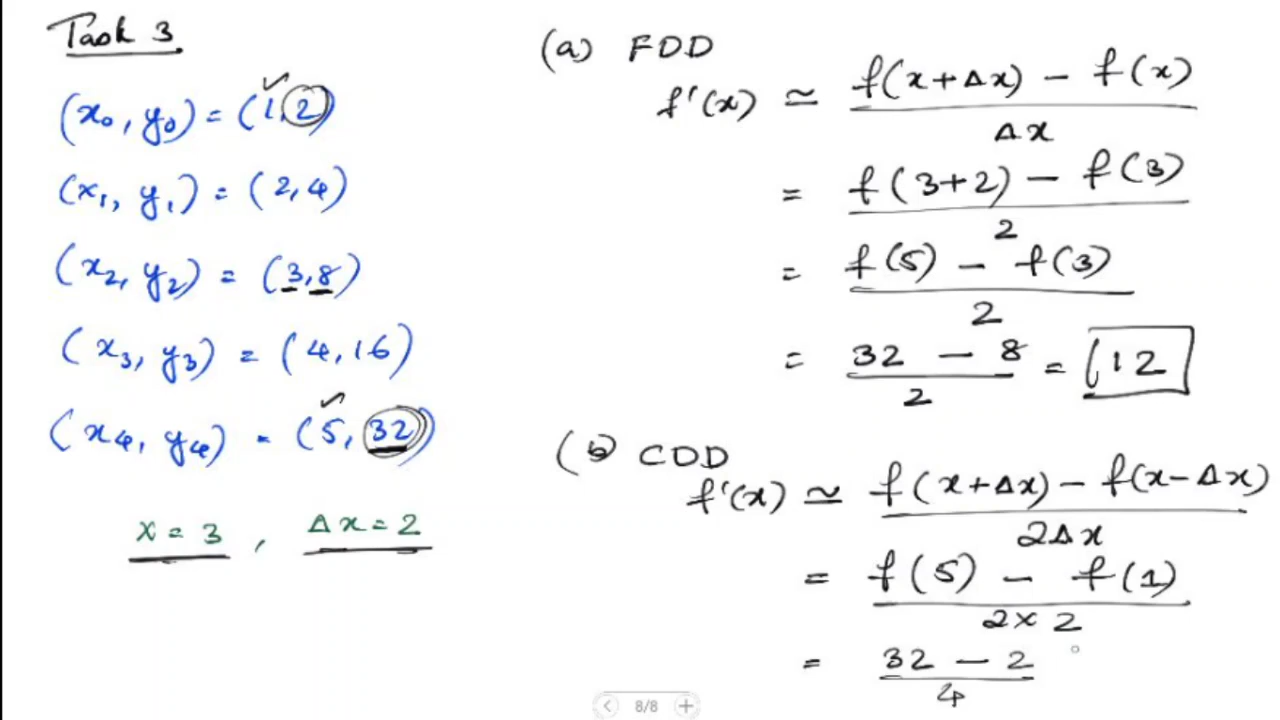 Task 3
(x₀, y₀) = (1, 2)
(x₁, y₁) = (2, 4)
(x₂, y₂) = (3, 8)
(x₃, y₃) = (4, 16)
(x₄, y₄) = (5, 32)
x = 3 , Δx = 2
(a) FDD
f'(x) ≃ f(x+Δx) − f(x)
Δx
= f(3+2) − f(3)
2
= f(5) − f(3)
2
= 32 − 8 = 12
2
(b) CDD
f'(x) ≃ f(x+Δx) − f(x−Δx)
2Δx
= f(5) − f(1)
2×2
= 32 − 2
4
8/8